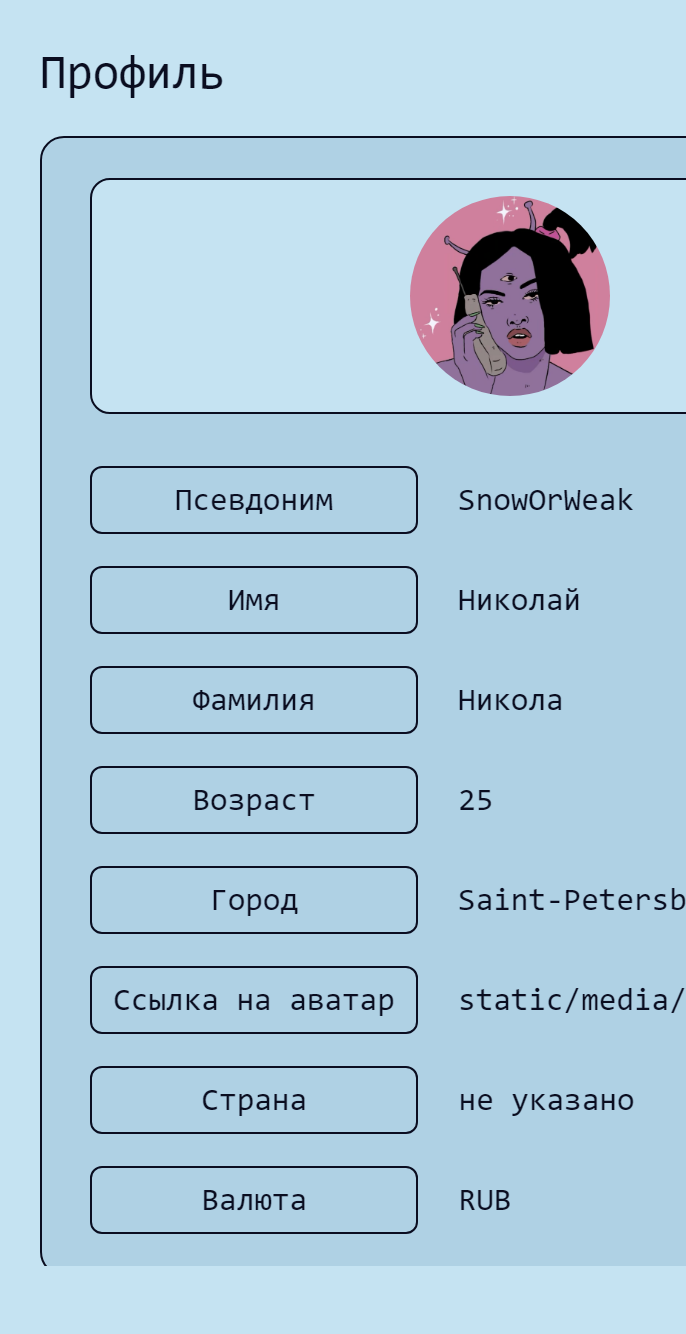 Профиль
Псевдоним SnowOrWeak
Имя Николай
Фамилия Никола
Возраст 25
Город Saint-Petersb
Ссылка на аватар static/media/
Страна не указано
Валюта RUB